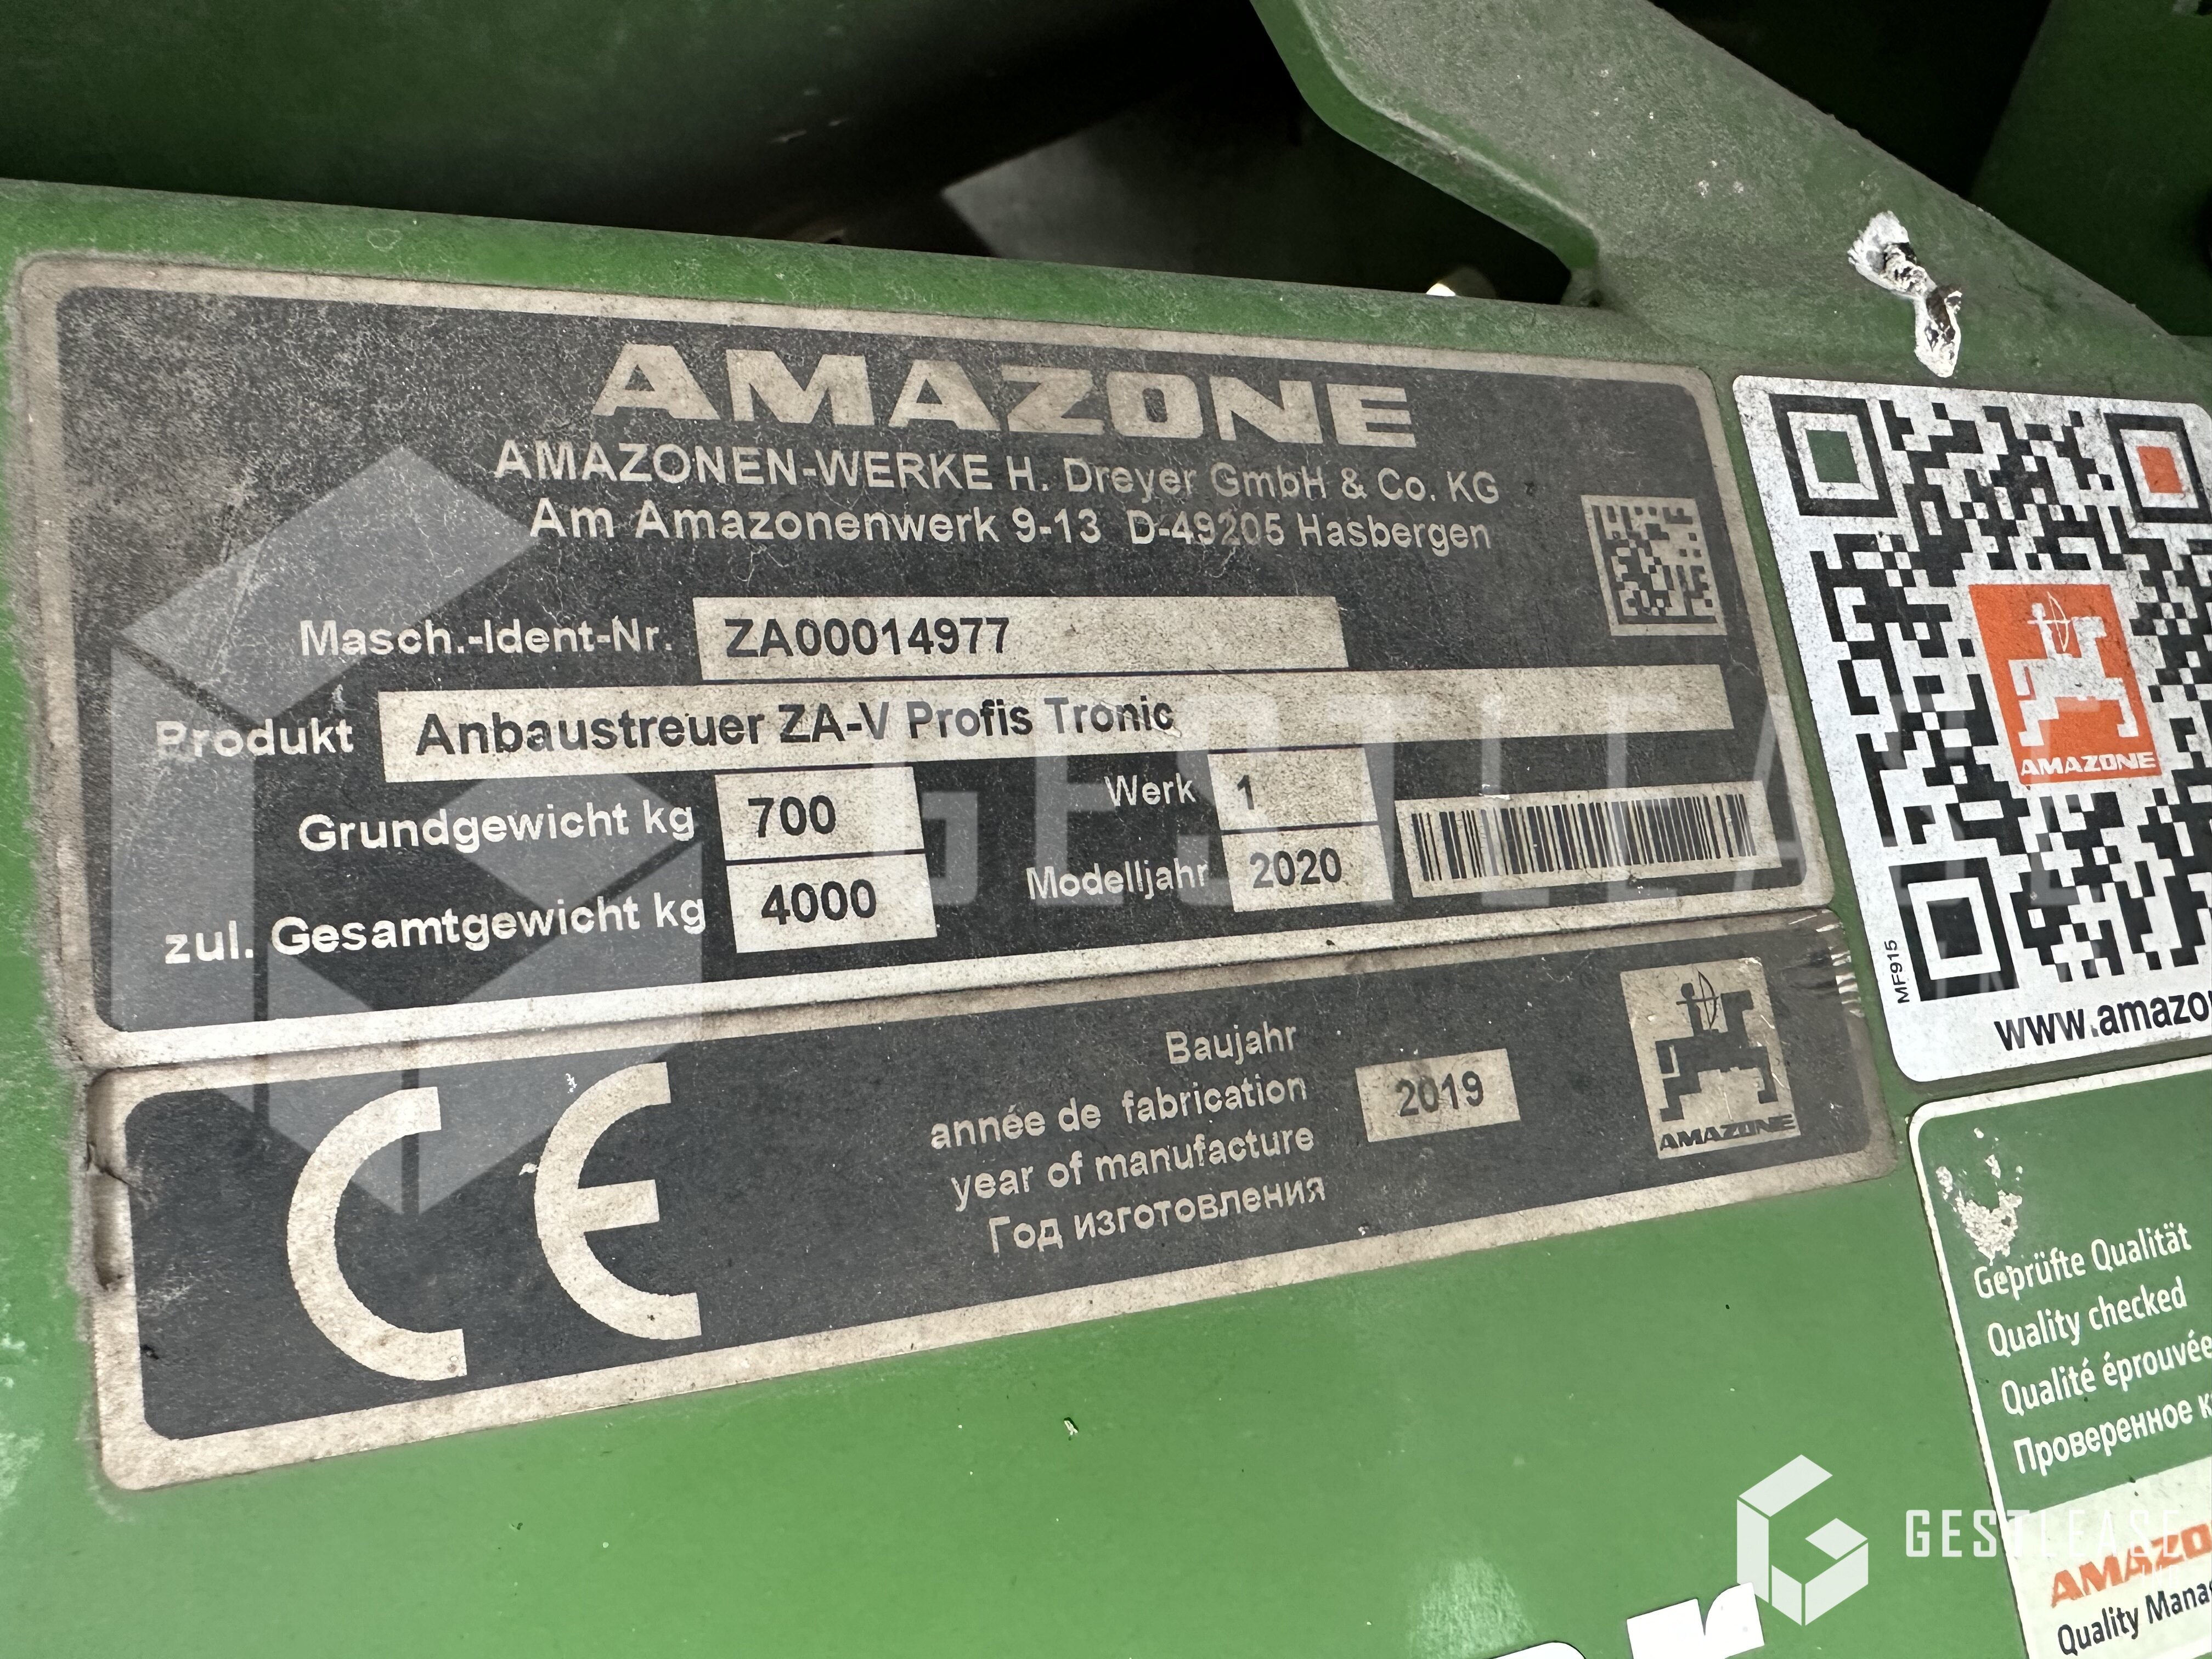 AMAZONE
AMAZONEN-WERKE H. Dreyer GmbH & Co. KG
Am Amazonenwerk 9-13 D-49205 Hasbergen
Masch.-Ident-Nr. ZA00014977
Produkt Anbaustreuer ZA-V Profis Tronic
Grundgewicht kg 700 Werk 1
zul. Gesamtgewicht kg 4000 Modelljahr 2020
Baujahr
année de fabrication
year of manufacture
Год изготовления
2019
AMAZONE
AMAZONE
MF915
www.amazo
Geprüfte Qualität
Quality checked
Qualité éprouvée
Проверенное к
AMAZO
Quality Mana
GESTLEASE
GESTLEASE
CE